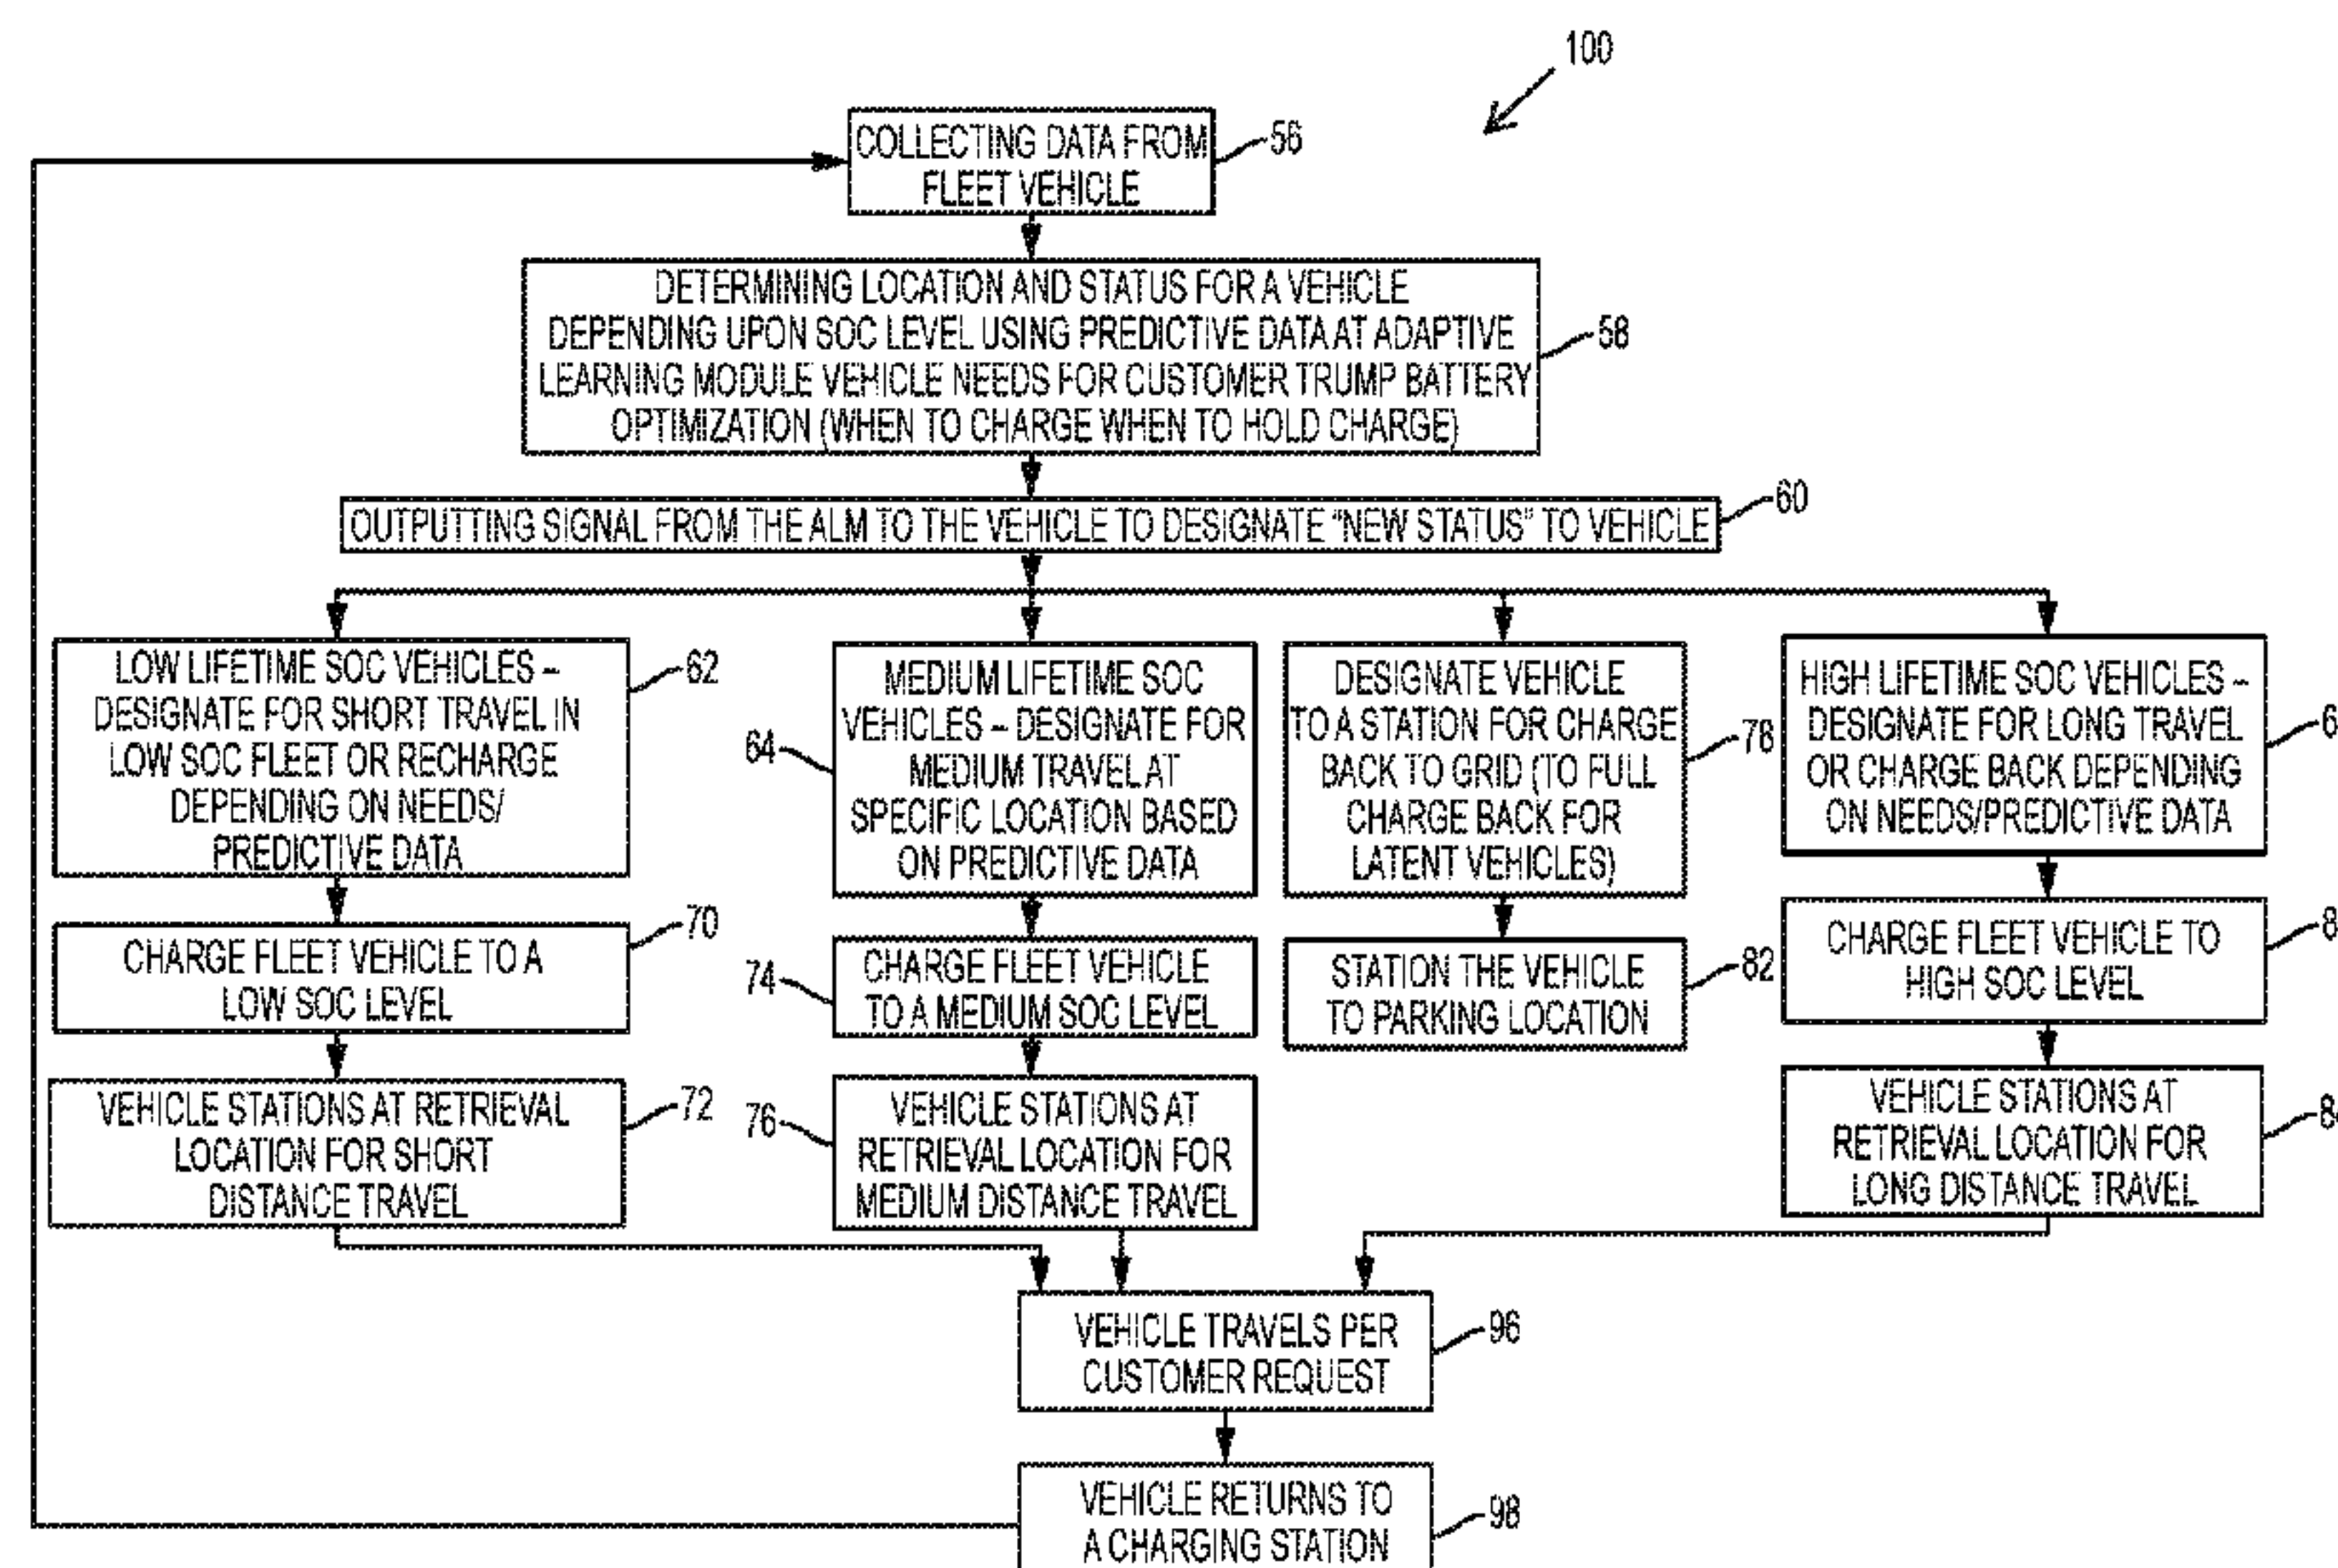 100
COLLECTING DATA FROM
FLEET VEHICLE
56
DETERMINING LOCATION AND STATUS FOR A VEHICLE
DEPENDING UPON SOC LEVEL USING PREDICTIVE DATA AT ADAPTIVE
LEARNING MODULE VEHICLE NEEDS FOR CUSTOMER TRUMP BATTERY
OPTIMIZATION (WHEN TO CHARGE WHEN TO HOLD CHARGE)
58
OUTPUTTING SIGNAL FROM THE ALM TO THE VEHICLE TO DESIGNATE "NEW STATUS" TO VEHICLE
60
LOW LIFETIME SOC VEHICLES –
DESIGNATE FOR SHORT TRAVEL IN
LOW SOC FLEET OR RECHARGE
DEPENDING ON NEEDS/
PREDICTIVE DATA
62
MEDIUM LIFETIME SOC
VEHICLES – DESIGNATE FOR
MEDIUM TRAVEL AT
SPECIFIC LOCATION BASED
ON PREDICTIVE DATA
64
DESIGNATE VEHICLE
TO A STATION FOR CHARGE
BACK TO GRID (TO FULL
CHARGE BACK FOR
LATENT VEHICLES)
78
HIGH LIFETIME SOC VEHICLES –
DESIGNATE FOR LONG TRAVEL
OR CHARGE BACK DEPENDING
ON NEEDS/PREDICTIVE DATA
6
CHARGE FLEET VEHICLE TO A
LOW SOC LEVEL
70
CHARGE FLEET VEHICLE
TO A MEDIUM SOC LEVEL
74
STATION THE VEHICLE
TO PARKING LOCATION
82
CHARGE FLEET VEHICLE TO
HIGH SOC LEVEL
8
VEHICLE STATIONS AT RETRIEVAL
LOCATION FOR SHORT
DISTANCE TRAVEL
72
VEHICLE STATIONS AT
RETRIEVAL LOCATION FOR
MEDIUM DISTANCE TRAVEL
76
VEHICLE STATIONS AT
RETRIEVAL LOCATION FOR
LONG DISTANCE TRAVEL
VEHICLE TRAVELS PER
CUSTOMER REQUEST
96
VEHICLE RETURNS TO
A CHARGING STATION
98